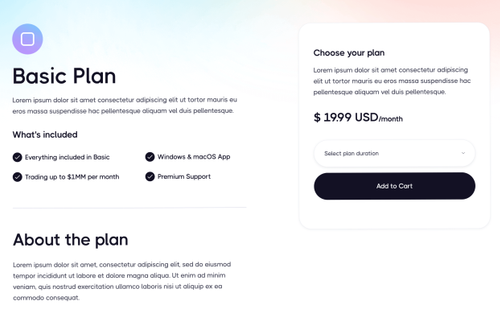 Basic Plan
Lorem ipsum dolor sit amet consectetur adipiscing elit ut tortor mauris eu
eros massa suspendisse hac pellentesque aliquam duis pellentesque.
What's included
Everything included in Basic
Windows & macOS App
Trading up to $1MM per month
Premium Support
About the plan
Lorem ipsum dolor sit amet, consectetur adipiscing elit, sed do eiusmod
tempor incididunt ut labore et dolore magna aliqua. Ut enim ad minim
veniam, quis nostrud exercitation ullamco laboris nisi ut aliquip ex ea
commodo consequat.
Choose your plan
Lorem ipsum dolor sit amet consectetur adipiscing elit
ut tortor mauris eu eros massa suspendisse hac
pellentesque aliquam duis pellentesque.
$ 19.99 USD/month
Select plan duration
Add to Cart